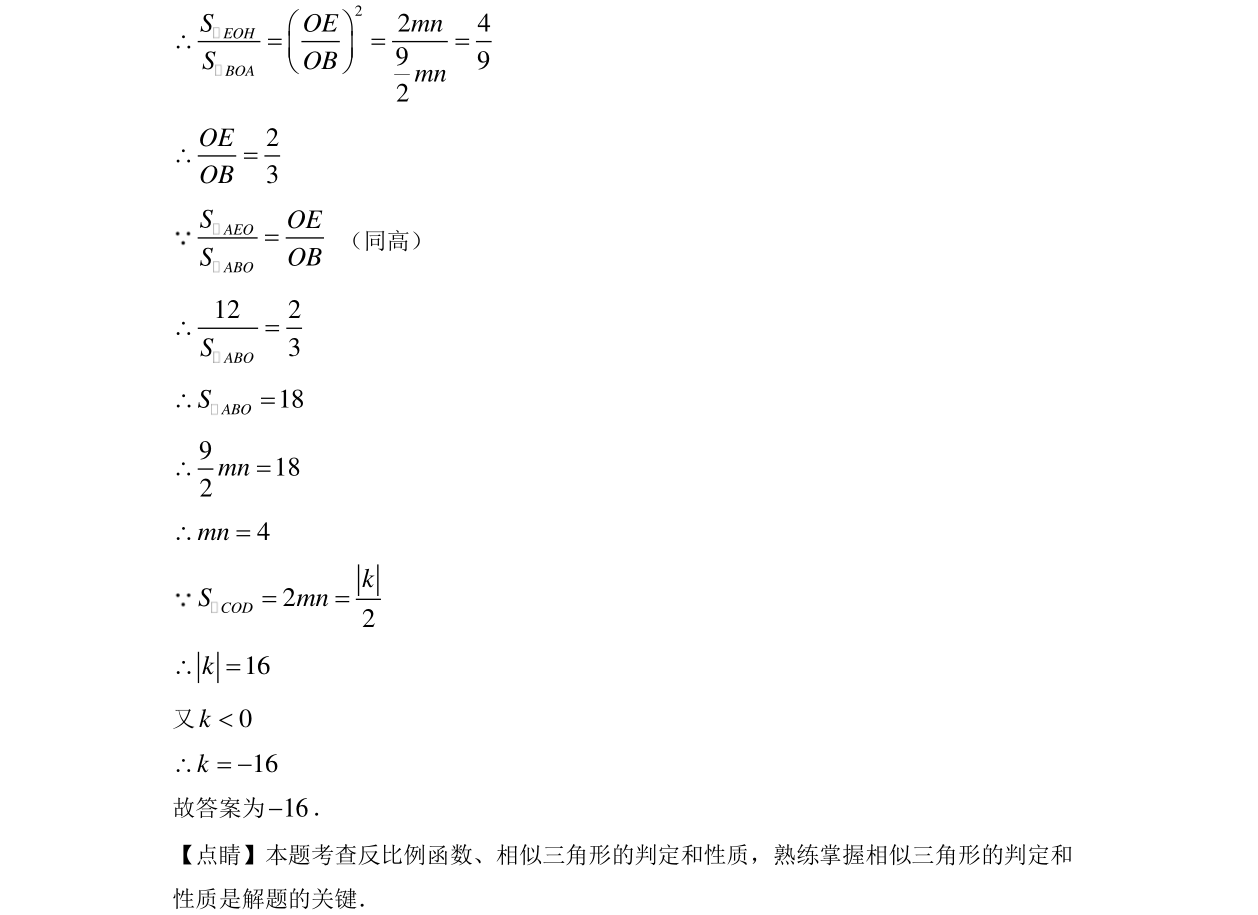 ∴ S□EOH / S□BOA = (OE / OB)² = 2mn / (9/2 mn) = 4/9
∴ OE / OB = 2/3
∵ S□AEO / S□ABO = OE / OB （同高）
∴ 12 / S□ABO = 2/3
∴ S□ABO = 18
∴ 9/2 mn = 18
∴ mn = 4
∵ S□COD = 2mn = |k| / 2
∴ |k| = 16
又 k < 0
∴ k = −16
故答案为−16．
【点睛】本题考查反比例函数、相似三角形的判定和性质，熟练掌握相似三角形的判定和
性质是解题的关键．